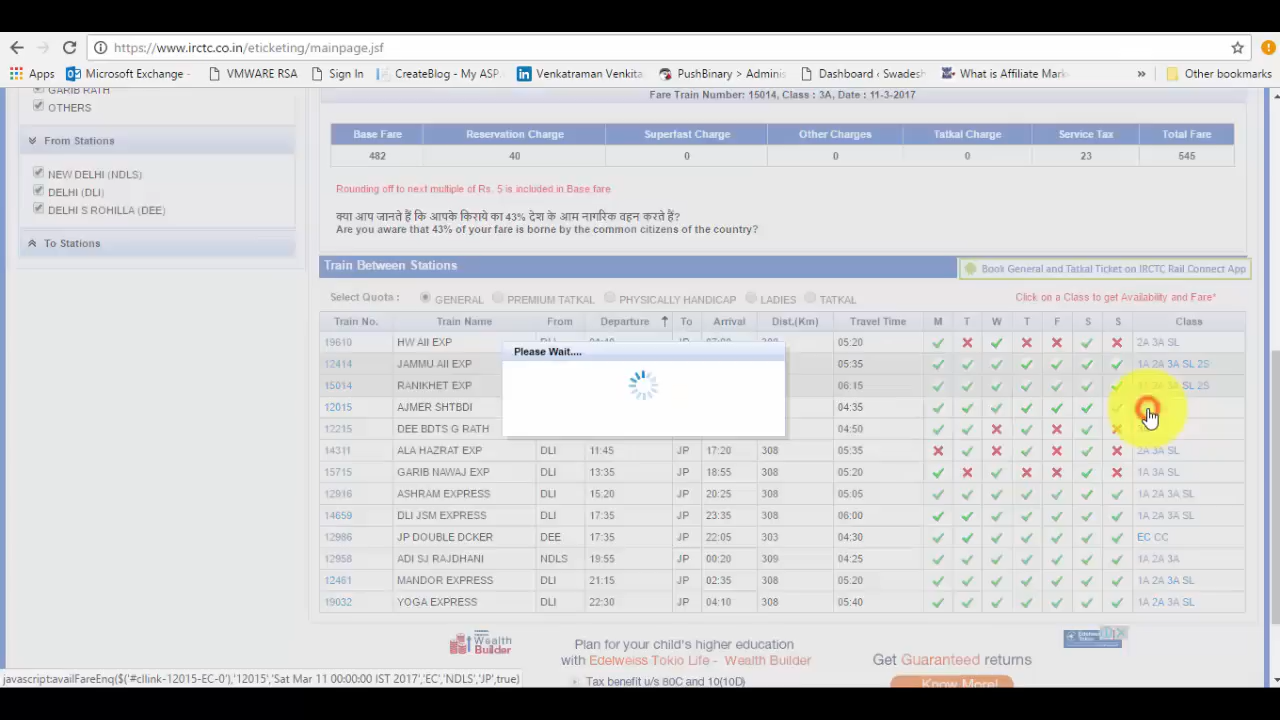 https://www.irctc.co.in/eticketing/mainpage.jsf
Apps Microsoft Exchange - VMWARE RSA Sign In CreateBlog - My ASP. Venkatraman Venkita PushBinary > Adminis Dashboard ‹ Swadesh What is Affiliate Mark » Other bookmarks
GARIB RATH
OTHERS
From Stations
NEW DELHI (NDLS)
DELHI (DLI)
DELHI S ROHILLA (DEE)
To Stations
Fare Train Number: 15014, Class : 3A, Date : 11-3-2017
Base Fare Reservation Charge Superfast Charge Other Charges Tatkal Charge Service Tax Total Fare
482 40 0 0 0 23 545
Rounding off to next multiple of Rs. 5 is included in Base fare
क्या आप जानते हैं कि आपके किराये का 43% देश के आम नागरिक वहन करते हैं?
Are you aware that 43% of your fare is borne by the common citizens of the country?
Train Between Stations Book General and Tatkal Ticket on IRCTC Rail Connect App
Select Quota : GENERAL PREMIUM TATKAL PHYSICALLY HANDICAP LADIES TATKAL Click on a Class to get Availability and Fare*
Train No. Train Name From Departure To Arrival Dist.(Km) Travel Time M T W T F S S Class
19610 HW AII EXP 05:20 2A 3A SL
12414 JAMMU AII EXP 05:35 1A 2A 3A SL 2S
15014 RANIKHET EXP 06:15 SL 2S
12015 AJMER SHTBDI 04:35
12215 DEE BDTS G RATH 04:50
14311 ALA HAZRAT EXP DLI 11:45 JP 17:20 308 05:35 2A 3A SL
15715 GARIB NAWAJ EXP DLI 13:35 JP 18:55 308 05:20 1A 3A SL
12916 ASHRAM EXPRESS DLI 15:20 JP 20:25 308 05:05 1A 2A 3A SL
14659 DLI JSM EXPRESS DLI 17:35 JP 23:35 308 06:00 1A 2A 3A SL
12986 JP DOUBLE DCKER DEE 17:35 JP 22:05 303 04:30 EC CC
12958 ADI SJ RAJDHANI NDLS 19:55 JP 00:20 309 04:25 1A 2A 3A
12461 MANDOR EXPRESS DLI 21:15 JP 02:35 308 05:20 1A 2A 3A SL
19032 YOGA EXPRESS DLI 22:30 JP 04:10 308 05:40 1A 2A 3A SL
Please Wait....
Wealth Builder
Plan for your child's higher education
with Edelweiss Tokio Life - Wealth Builder
Tax benefit u/s 80C and 10(10D)
Get Guaranteed returns
Know More!
javascript:availFareEnq($('#cllink-12015-EC-0'),'12015','Sat Mar 11 00:00:00 IST 2017','EC','NDLS','JP',true)